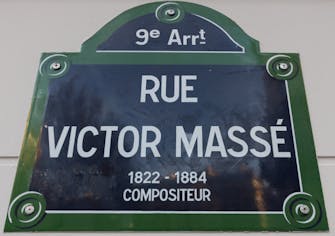 9e Arrt
RUE
VICTOR MASSÉ
1822 - 1884
COMPOSITEUR